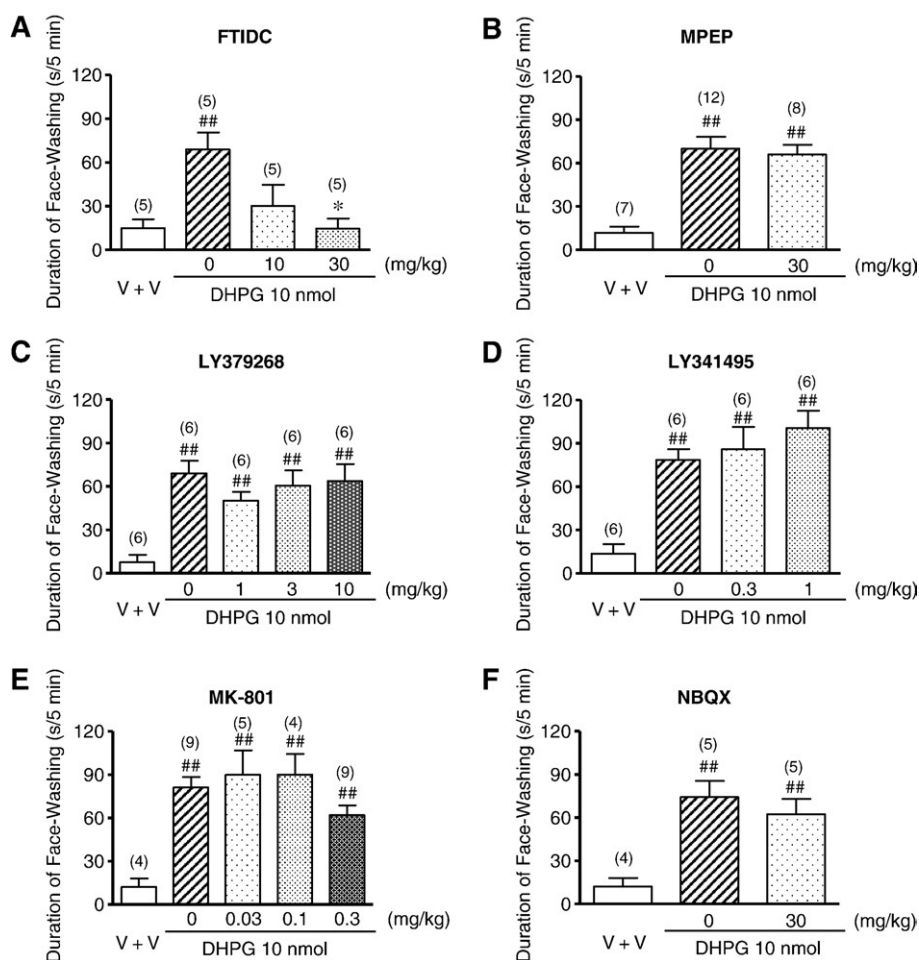 A
FTIDC
Duration of Face-Washing (s/5 min)
120
90
60
30
0
(5)
(5)
##
(5)
(5)
*
V + V
0 10 30 (mg/kg)
DHPG 10 nmol
B
MPEP
Duration of Face-Washing (s/5 min)
120
90
60
30
0
(7)
(12)
##
(8)
##
V + V
0 30 (mg/kg)
DHPG 10 nmol
C
LY379268
Duration of Face-Washing (s/5 min)
120
90
60
30
0
(6)
(6)
##
(6)
##
(6)
##
(6)
##
V + V
0 1 3 10 (mg/kg)
DHPG 10 nmol
D
LY341495
Duration of Face-Washing (s/5 min)
120
90
60
30
0
(6)
(6)
##
(6)
##
(6)
##
V + V
0 0.3 1 (mg/kg)
DHPG 10 nmol
E
MK-801
Duration of Face-Washing (s/5 min)
120
90
60
30
0
(4)
(9)
##
(5)
##
(4)
##
(9)
##
V + V
0 0.03 0.1 0.3 (mg/kg)
DHPG 10 nmol
F
NBQX
Duration of Face-Washing (s/5 min)
120
90
60
30
0
(4)
(5)
##
(5)
##
V + V
0 30 (mg/kg)
DHPG 10 nmol